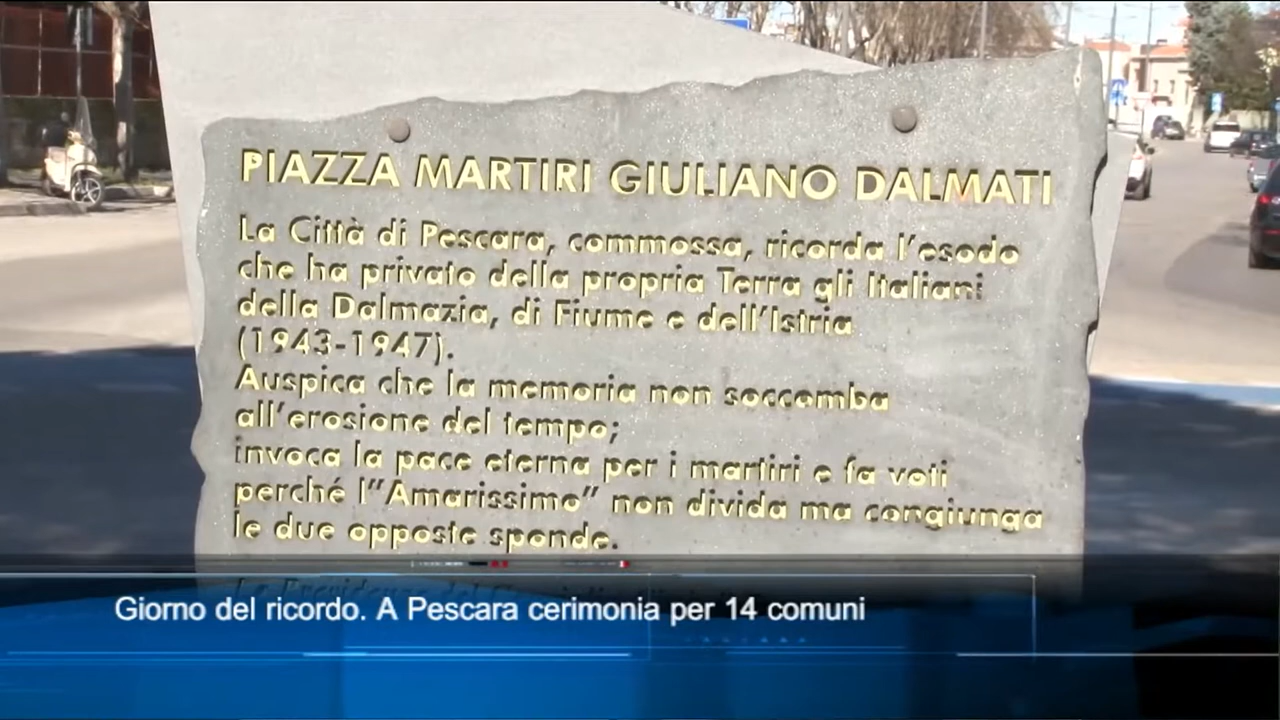 PIAZZA MARTIRI GIULIANO DALMATI
La Città di Pescara, commossa, ricorda l'esodo
che ha privato della propria Terra gli Italiani
della Dalmazia, di Fiume e dell'Istria
(1943-1947).
Auspica che la memoria non soccomba
all'erosione del tempo;
invoca la pace eterna per i martiri e fa voti
perché l'"Amarissimo" non divida ma congiunga
le due opposte sponde.
Giorno del ricordo. A Pescara cerimonia per 14 comuni